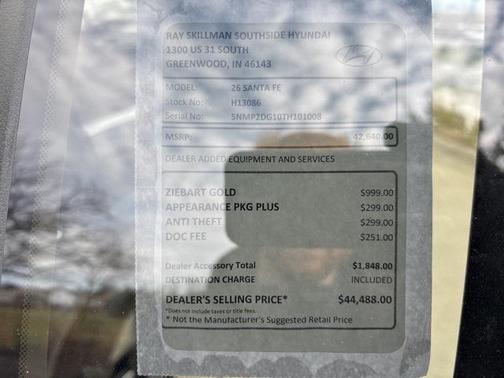 RAY SKILLMAN SOUTHSIDE HYUNDAI
1300 US 31 SOUTH
GREENWOOD, IN 46143
MODEL: 26 SANTA FE
Stock No: H13086
Serial No: 5NMP2DG10TH101008
MSRP: 42,640.00
DEALER ADDED EQUIPMENT AND SERVICES
ZIEBART GOLD $999.00
APPEARANCE PKG PLUS $299.00
ANTI THEFT $299.00
DOC FEE $251.00
Dealer Accessory Total $1,848.00
DESTINATION CHARGE INCLUDED
DEALER'S SELLING PRICE* $44,488.00
*Does not include taxes or title fees.
* Not the Manufacturer's Suggested Retail Price